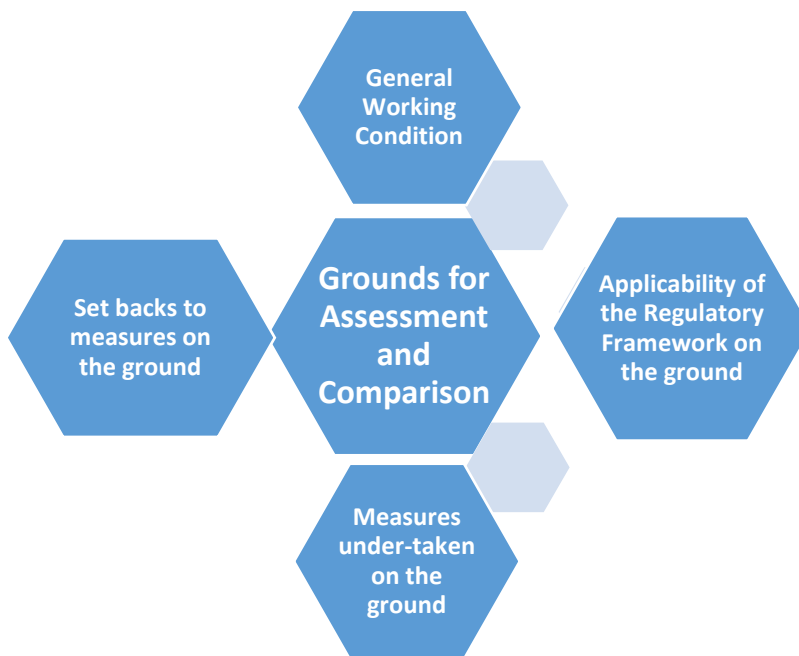 General
Working
Condition
Grounds for
Assessment
and
Comparison
Set backs to
measures on
the ground
Applicability of
the Regulatory
Framework on
the ground
Measures
under-taken
on the
ground